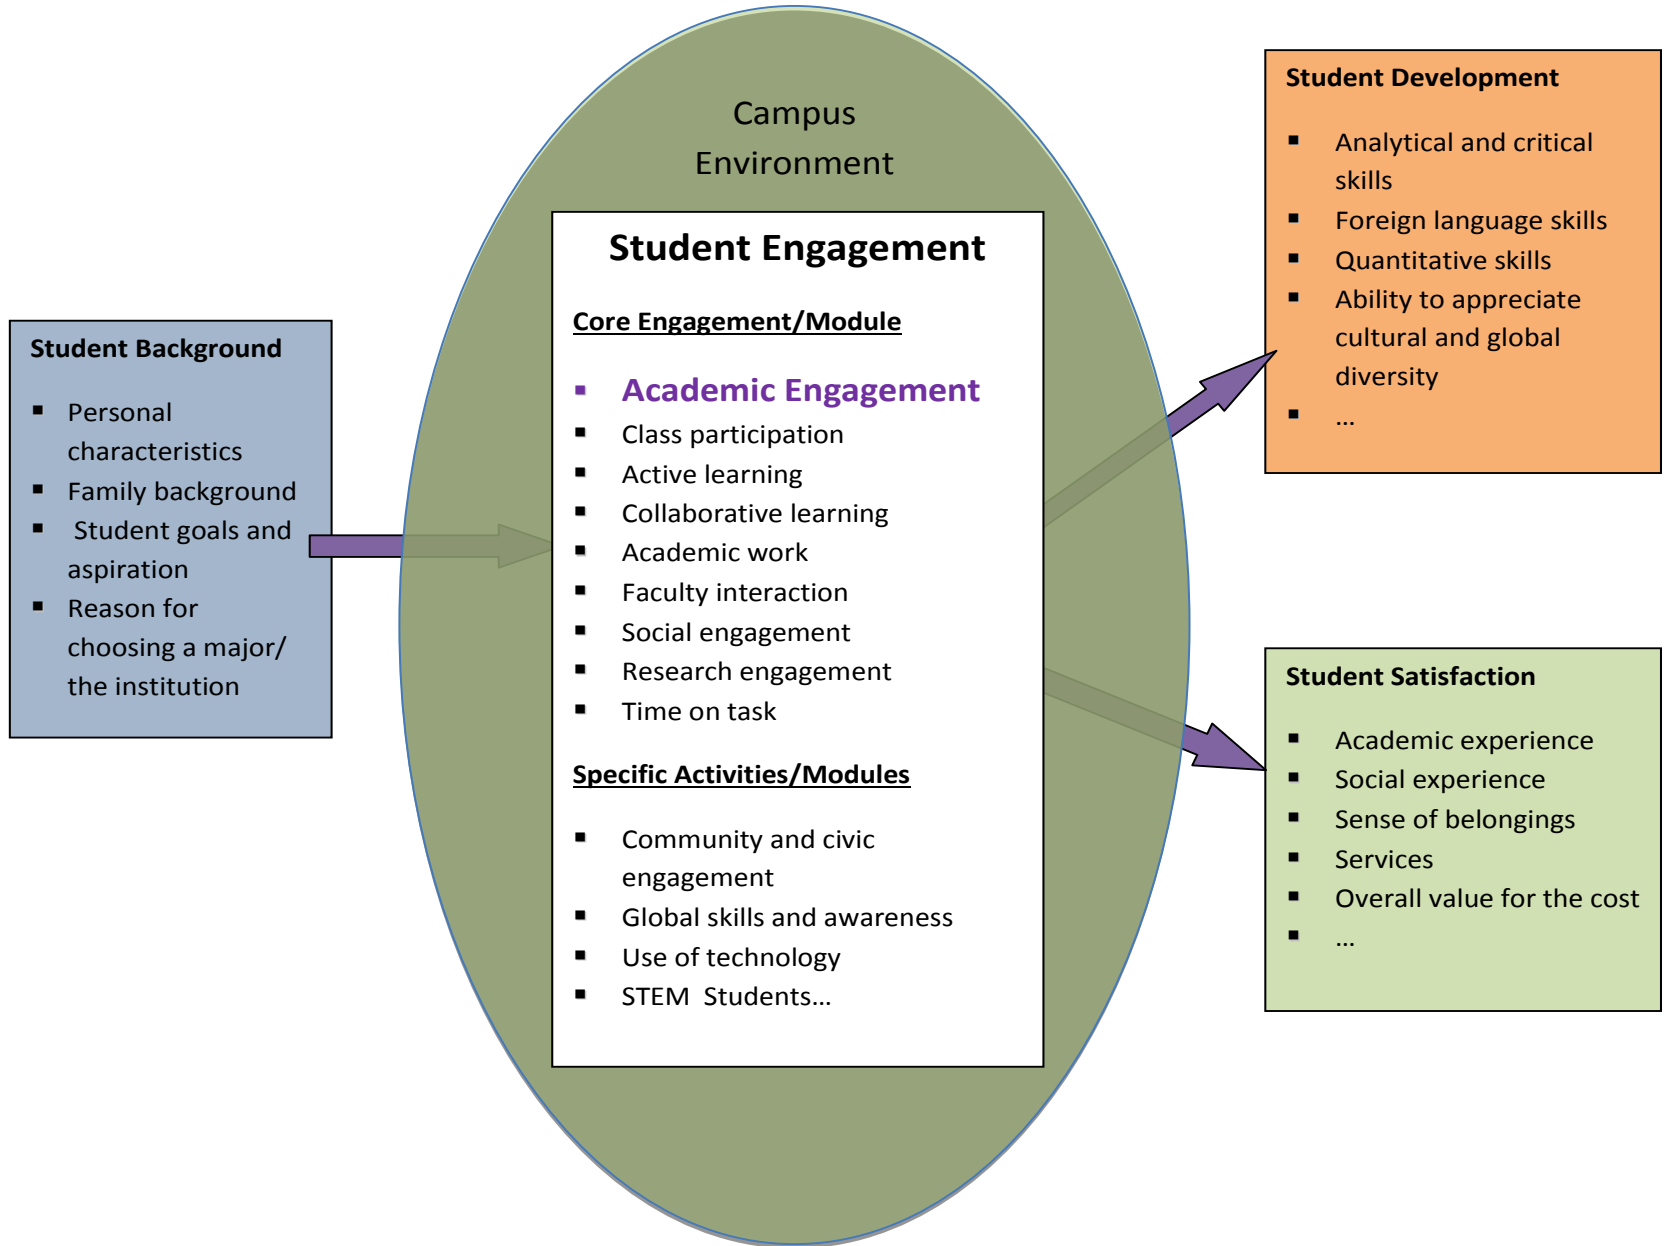 Student Background
Personal
characteristics
Family background
Student goals and
aspiration
Reason for
choosing a major/
the institution
Campus
Environment
Student Engagement
Core Engagement/Module
Academic Engagement
Class participation
Active learning
Collaborative learning
Academic work
Faculty interaction
Social engagement
Research engagement
Time on task
Specific Activities/Modules
Community and civic
engagement
Global skills and awareness
Use of technology
STEM Students...
Student Development
Analytical and critical
skills
Foreign language skills
Quantitative skills
Ability to appreciate
cultural and global
diversity
...
Student Satisfaction
Academic experience
Social experience
Sense of belongings
Services
Overall value for the cost
...